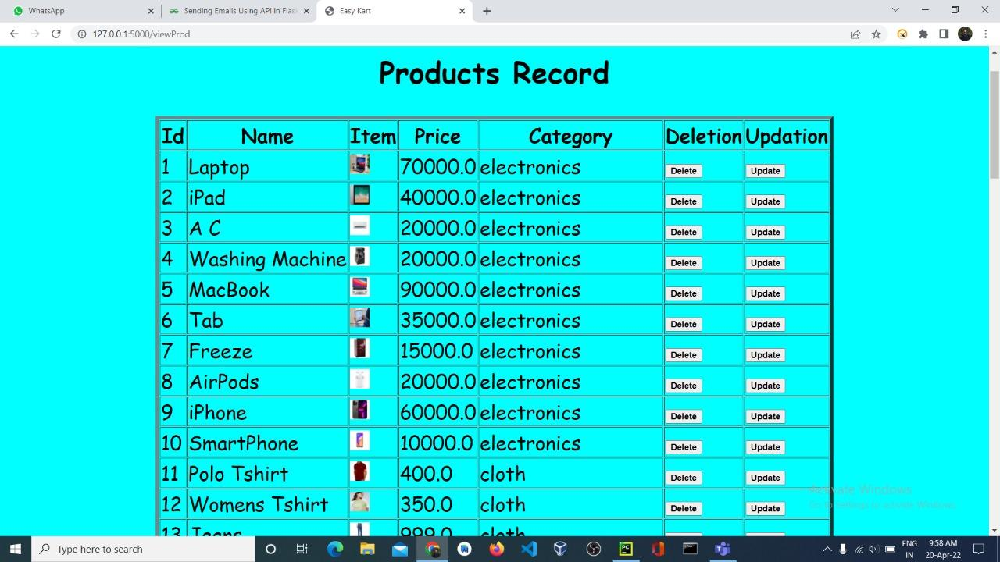 WhatsApp
Sending Emails Using API in Flas
Easy Kart
127.0.0.1:5000/viewProd
Products Record
Id Name Item Price Category Deletion Updation
1 Laptop 70000.0 electronics Delete Update
2 iPad 40000.0 electronics Delete Update
3 A C 20000.0 electronics Delete Update
4 Washing Machine 20000.0 electronics Delete Update
5 MacBook 90000.0 electronics Delete Update
6 Tab 35000.0 electronics Delete Update
7 Freeze 15000.0 electronics Delete Update
8 AirPods 20000.0 electronics Delete Update
9 iPhone 60000.0 electronics Delete Update
10 SmartPhone 10000.0 electronics Delete Update
11 Polo Tshirt 400.0 cloth Delete Update
12 Womens Tshirt 350.0 cloth Delete Update
13 Jeans 999.0 cloth
Activate Windows
Go to Settings to activate Windows.
Type here to search
PC
ENG
IN
9:58 AM
20-Apr-22